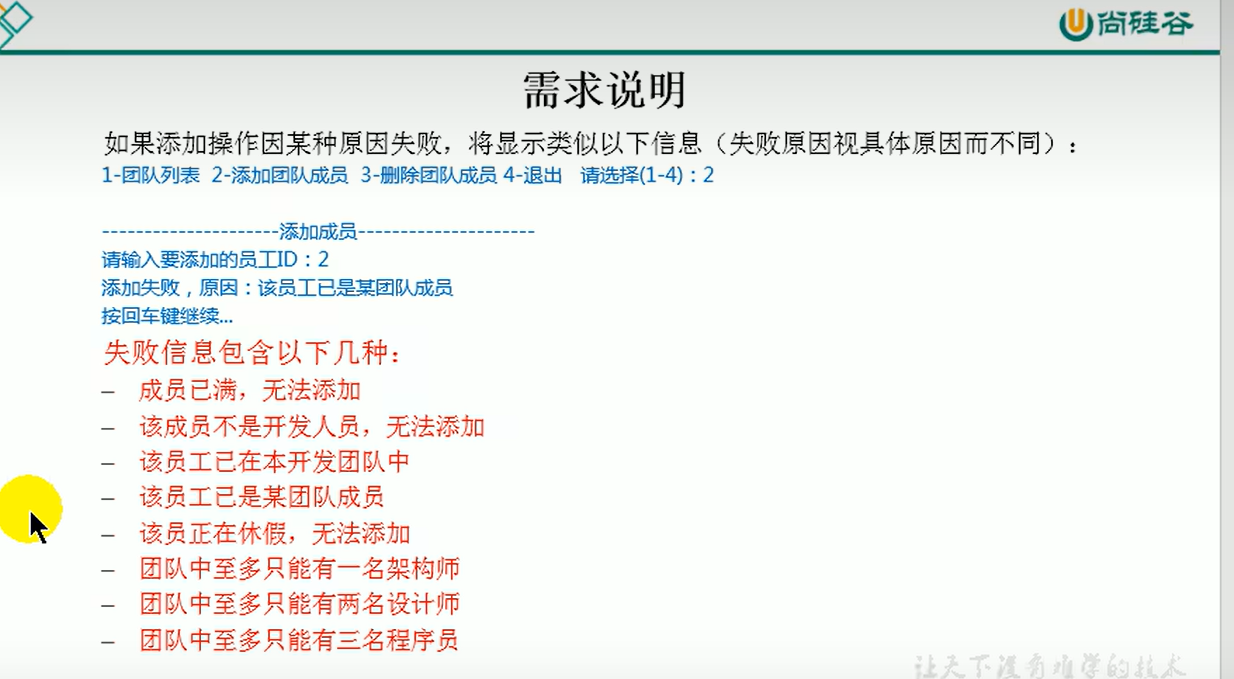 尚硅谷
需求说明
如果添加操作因某种原因失败，将显示类似以下信息（失败原因视具体原因而不同）：
1-团队列表 2-添加团队成员 3-删除团队成员 4-退出 请选择(1-4)：2
---------------------添加成员---------------------
请输入要添加的员工ID：2
添加失败，原因：该员工已是某团队成员
按回车键继续...
失败信息包含以下几种：
– 成员已满，无法添加
– 该成员不是开发人员，无法添加
– 该员工已在本开发团队中
– 该员工已是某团队成员
– 该员正在休假，无法添加
– 团队中至多只能有一名架构师
– 团队中至多只能有两名设计师
– 团队中至多只能有三名程序员
让天下没有难学的技术